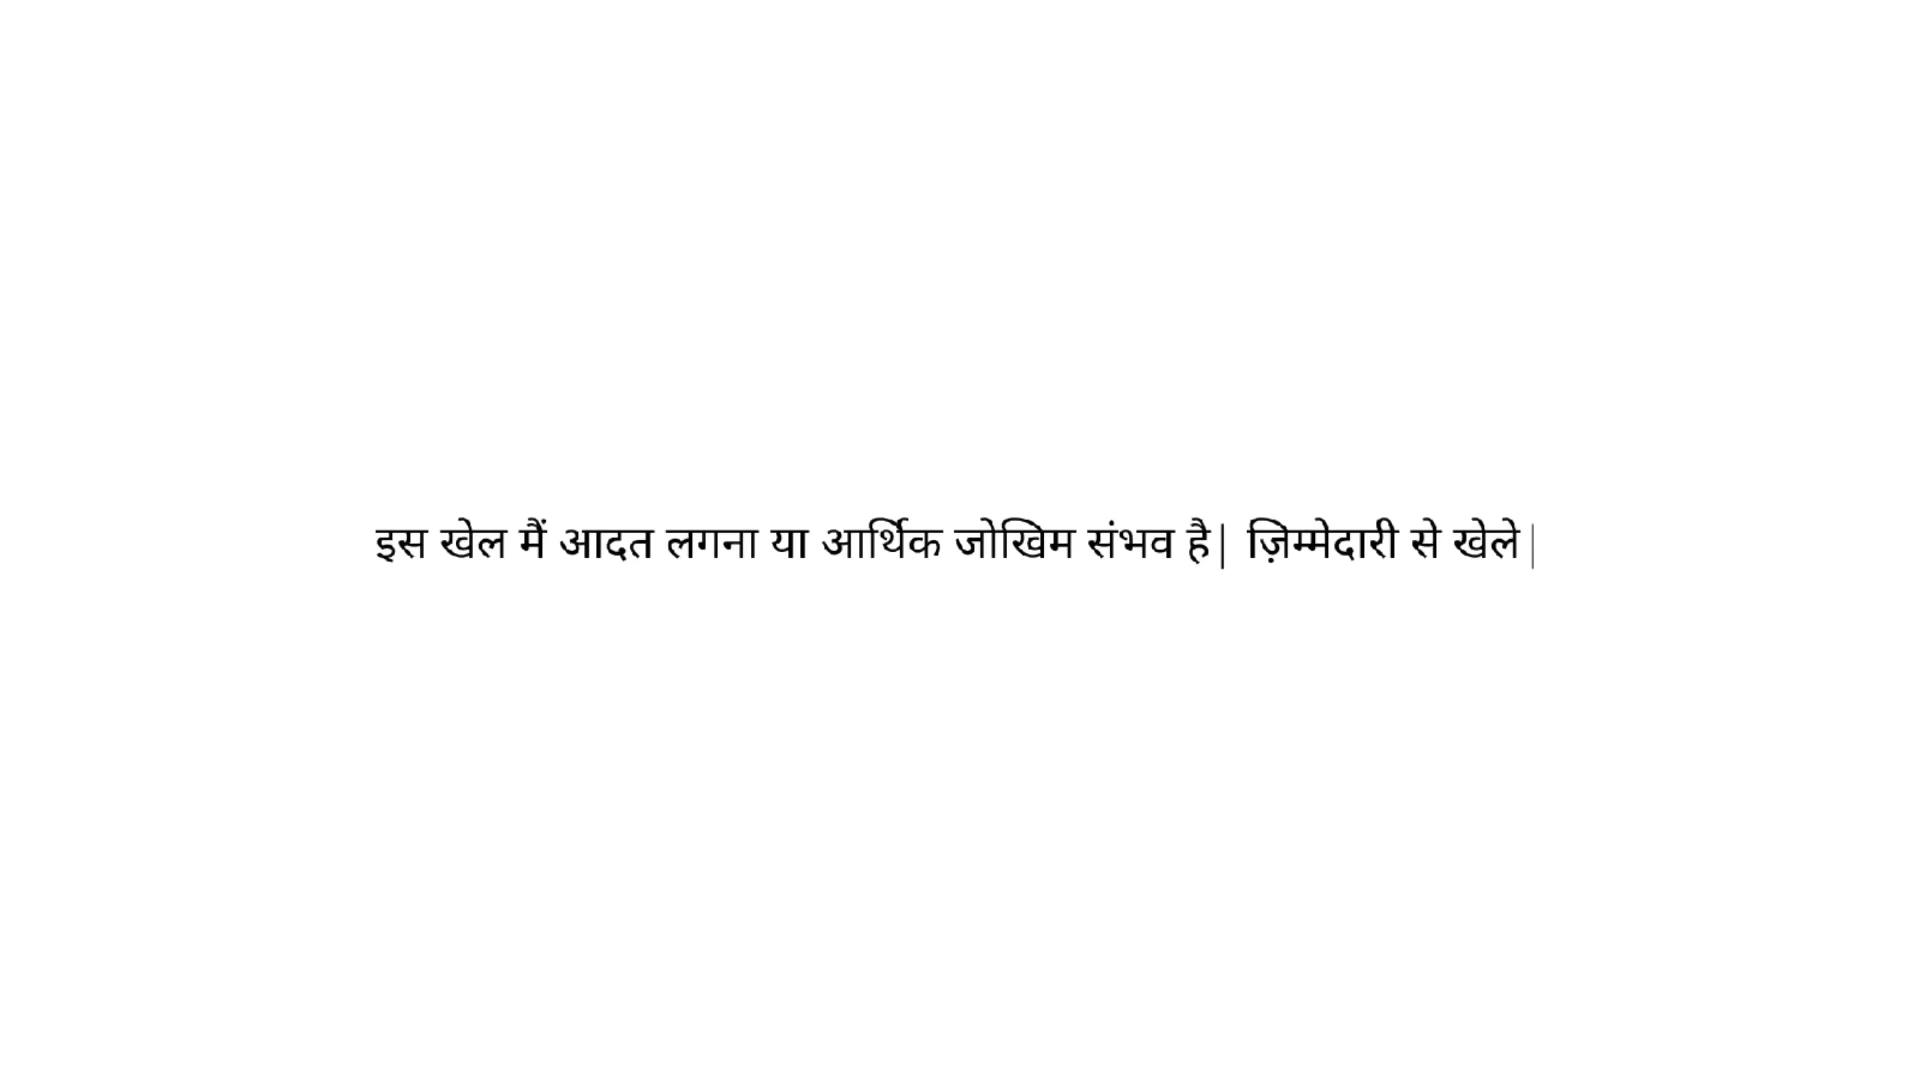 इस खेल मैं आदत लगना या आर्थिक जोखिम संभव है| ज़िम्मेदारी से खेले|